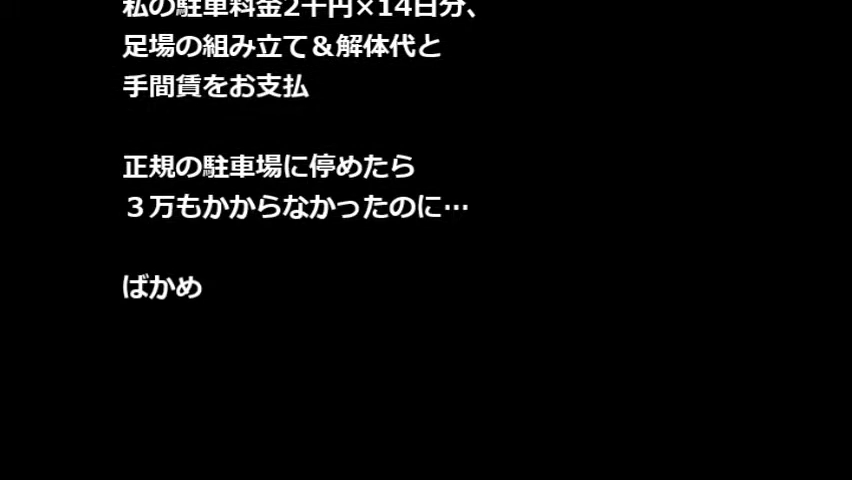 私の駐車料金2千円×14日分、
足場の組み立て＆解体代と
手間賃をお支払
正規の駐車場に停めたら
３万もかからなかったのに…
ばかめ